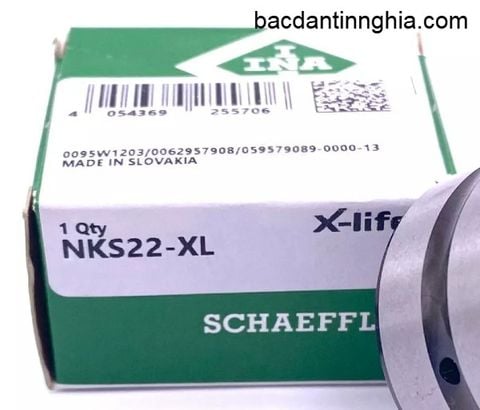 bacdantinnghia.com
INA
4 054369 255706
0095W1203/0062957908/059579089-0000-13
MADE IN SLOVAKIA
1 Qty
X-life
NKS22-XL
SCHAEFFL